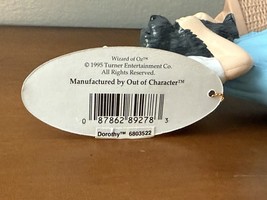 Wizard of Oz™
© 1995 Turner Entertainment Co.
All Rights Reserved.
Manufactured by Out of Character™
0 87862 89278 3
Dorothy™ 6803522